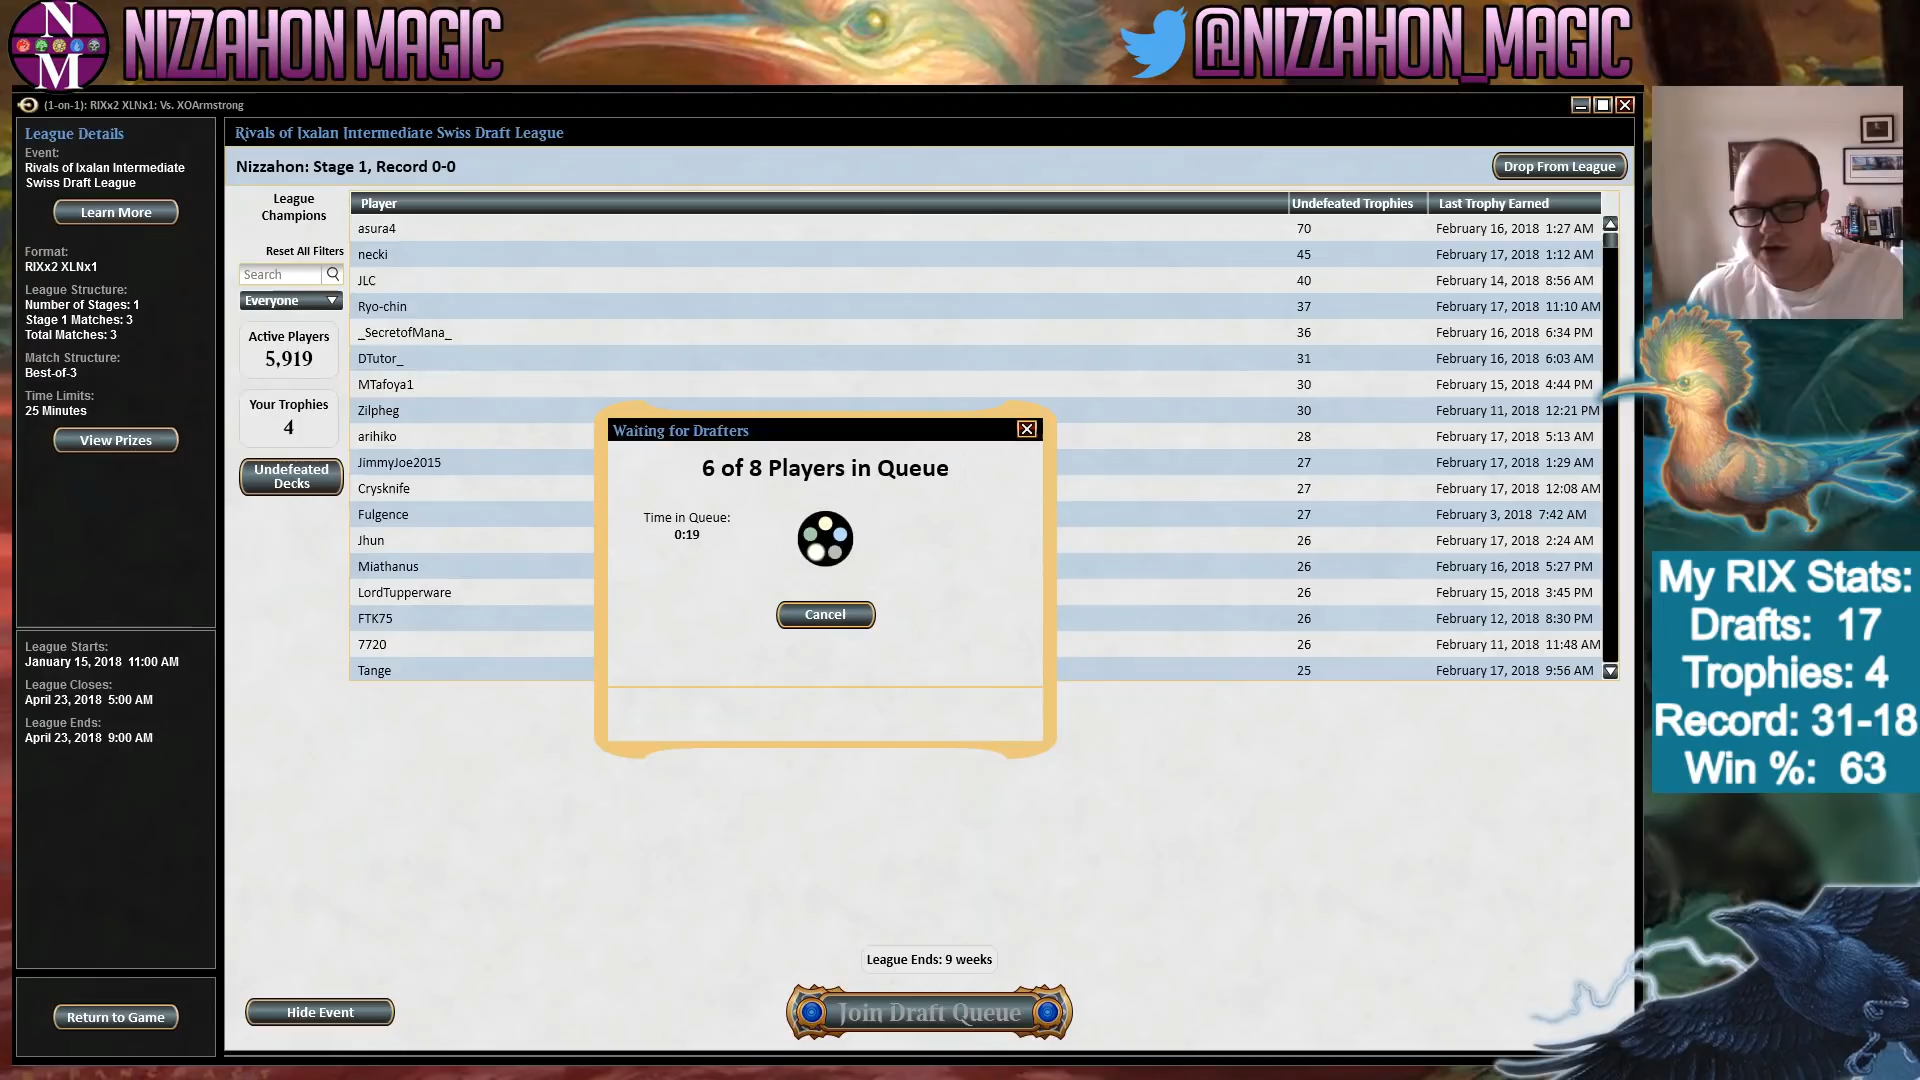 N
M
NIZZAHON MAGIC
@NIZZAHON_MAGIC
(1-on-1): RIXx2 XLNx1: Vs. XOArmstrong
League Details
Event:
Rivals of Ixalan Intermediate
Swiss Draft League
Learn More
Format:
RIXx2 XLNx1
League Structure:
Number of Stages: 1
Stage 1 Matches: 3
Total Matches: 3
Match Structure:
Best-of-3
Time Limits:
25 Minutes
View Prizes
League Starts:
January 15, 2018 11:00 AM
League Closes:
April 23, 2018 5:00 AM
League Ends:
April 23, 2018 9:00 AM
Return to Game
Rivals of Ixalan Intermediate Swiss Draft League
Nizzahon: Stage 1, Record 0-0
Drop From League
League
Champions
Reset All Filters
Search
Everyone
Active Players
5,919
Your Trophies
4
Undefeated
Decks
Player Undefeated Trophies Last Trophy Earned
asura4 70 February 16, 2018 1:27 AM
necki 45 February 17, 2018 1:12 AM
JLC 40 February 14, 2018 8:56 AM
Ryo-chin 37 February 17, 2018 11:10 AM
_SecretofMana_ 36 February 16, 2018 6:34 PM
DTutor_ 31 February 16, 2018 6:03 AM
MTafoya1 30 February 15, 2018 4:44 PM
Zilpheg 30 February 11, 2018 12:21 PM
arihiko 28 February 17, 2018 5:13 AM
JimmyJoe2015 27 February 17, 2018 1:29 AM
Crysknife 27 February 17, 2018 12:08 AM
Fulgence 27 February 3, 2018 7:42 AM
Jhun 26 February 17, 2018 2:24 AM
Miathanus 26 February 16, 2018 5:27 PM
LordTupperware 26 February 15, 2018 3:45 PM
FTK75 26 February 12, 2018 8:30 PM
7720 26 February 11, 2018 11:48 AM
Tange 25 February 17, 2018 9:56 AM
Waiting for Drafters
6 of 8 Players in Queue
Time in Queue:
0:19
Cancel
League Ends: 9 weeks
Hide Event
Join Draft Queue
My RIX Stats:
Drafts: 17
Trophies: 4
Record: 31-18
Win %: 63